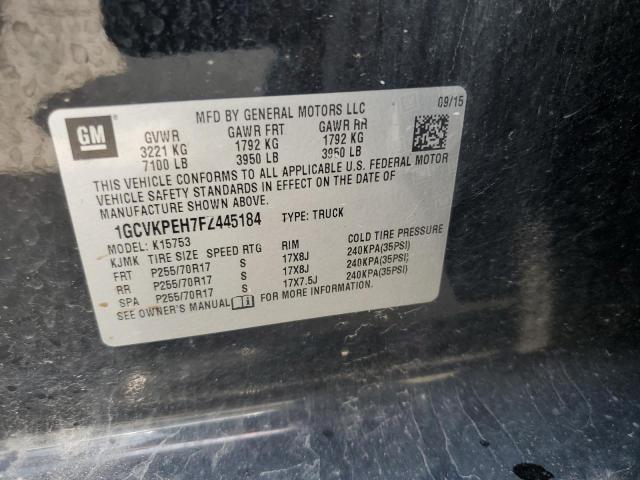 MFD BY GENERAL MOTORS LLC 09/15
GM
GVWR GAWR FRT GAWR RR
3221 KG 1792 KG 1792 KG
7100 LB 3950 LB 3950 LB
THIS VEHICLE CONFORMS TO ALL APPLICABLE U.S. FEDERAL MOTOR
VEHICLE SAFETY STANDARDS IN EFFECT ON THE DATE OF
MANUFACTURE SHOWN ABOVE.
1GCVKPEH7FZ445184 TYPE: TRUCK
MODEL: K15753
KJMK TIRE SIZE SPEED RTG RIM COLD TIRE PRESSURE
FRT P255/70R17 S 17X8J 240KPA(35PSI)
RR P255/70R17 S 17X8J 240KPA(35PSI)
SPA P255/70R17 S 17X7.5J 240KPA(35PSI)
SEE OWNER'S MANUAL FOR MORE INFORMATION.